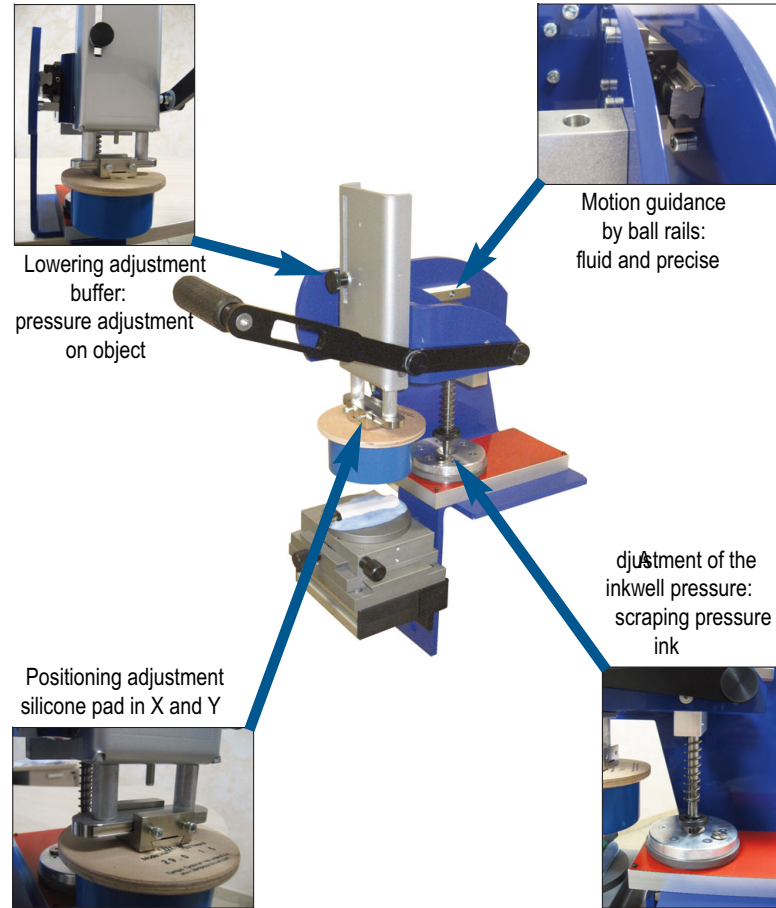 Lowering adjustment
buffer:
pressure adjustment
on object
Motion guidance
by ball rails:
fluid and precise
Adjustment of the
inkwell pressure:
scraping pressure
ink
Positioning adjustment
silicone pad in X and Y